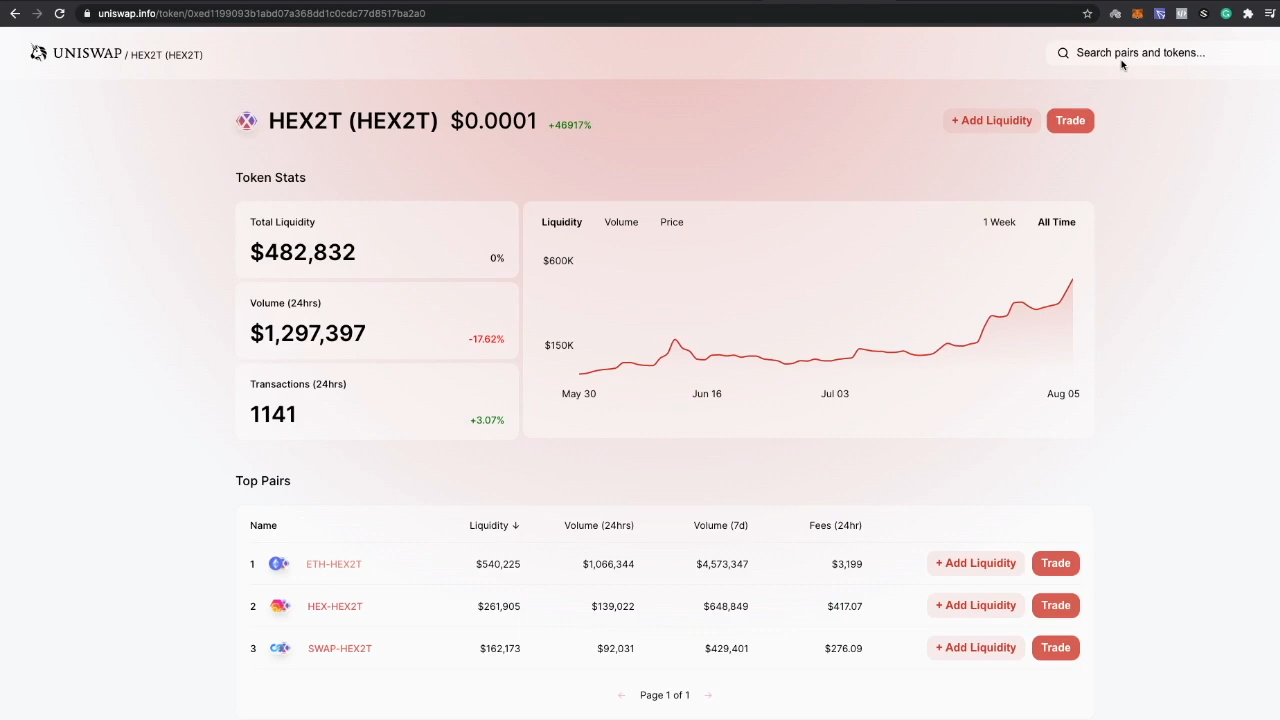 uniswap.info/token/0xed1199093b1abd07a368dd1c0cdc77d8517ba2a0
UNISWAP / HEX2T (HEX2T)
Search pairs and tokens...
HEX2T (HEX2T) $0.0001 +46917%
+ Add Liquidity Trade
Token Stats
Total Liquidity
$482,832 0%
Volume (24hrs)
$1,297,397 -17.62%
Transactions (24hrs)
1141 +3.07%
Liquidity Volume Price 1 Week All Time
$600K
$150K
May 30 Jun 16 Jul 03 Aug 05
Top Pairs
Name Liquidity ↓ Volume (24hrs) Volume (7d) Fees (24hr)
1 ETH-HEX2T $540,225 $1,066,344 $4,573,347 $3,199 + Add Liquidity Trade
2 HEX-HEX2T $261,905 $139,022 $648,849 $417.07 + Add Liquidity Trade
3 SWAP-HEX2T $162,173 $92,031 $429,401 $276.09 + Add Liquidity Trade
← Page 1 of 1 →